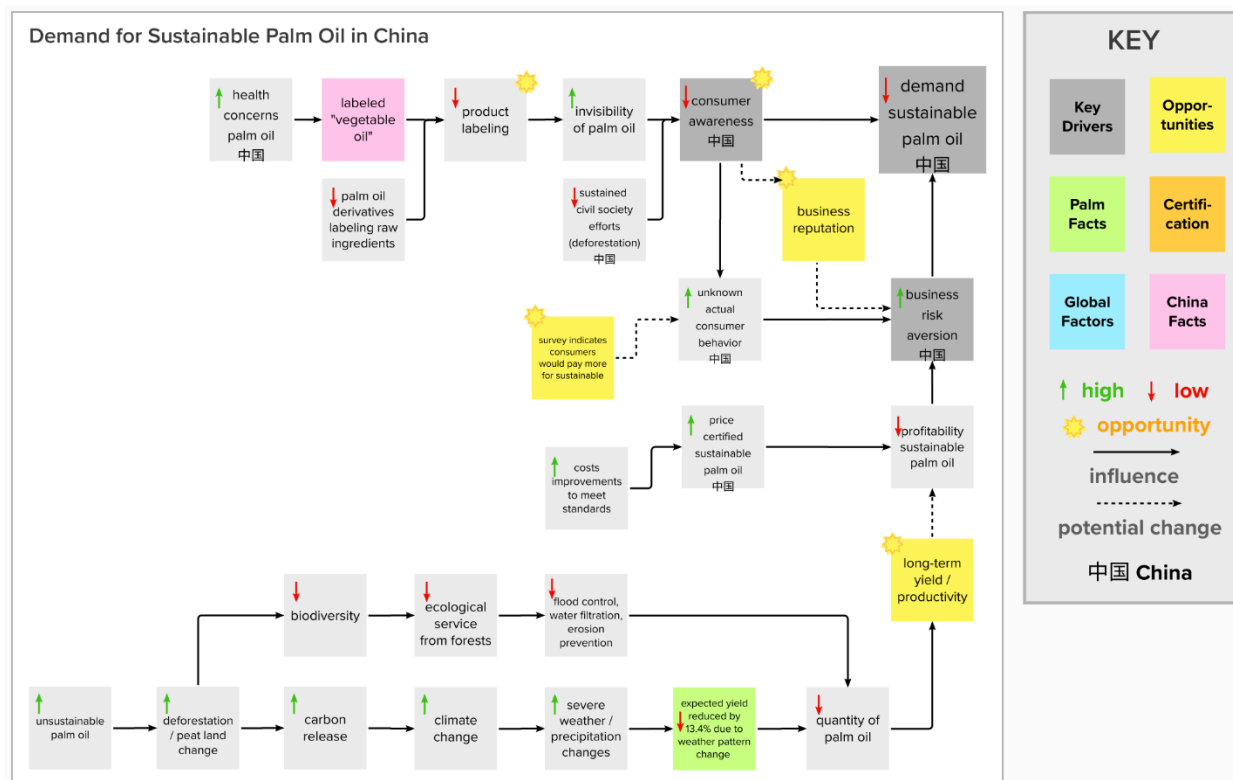 Demand for Sustainable Palm Oil in China
health
concerns
palm oil
中国
labeled
"vegetable
oil"
product
labeling
invisibility
of palm oil
consumer
awareness
中国
demand
sustainable
palm oil
中国
palm oil
derivatives
labeling raw
ingredients
sustained
civil society
efforts
(deforestation)
中国
business
reputation
survey indicates
consumers
would pay more
for sustainable
unknown
actual
consumer
behavior
中国
business
risk
aversion
中国
costs
improvements
to meet
standards
price
certified
sustainable
palm oil
中国
profitability
sustainable
palm oil
long-term
yield /
productivity
biodiversity
ecological
service
from forests
flood control,
water filtration,
erosion
prevention
unsustainable
palm oil
deforestation
/ peat land
change
carbon
release
climate
change
severe
weather /
precipitation
changes
expected yield
reduced by
13.4% due to
weather pattern
change
quantity of
palm oil
KEY
Key
Drivers
Oppor-
tunities
Palm
Facts
Certifi-
cation
Global
Factors
China
Facts
high
low
opportunity
influence
potential change
中国 China